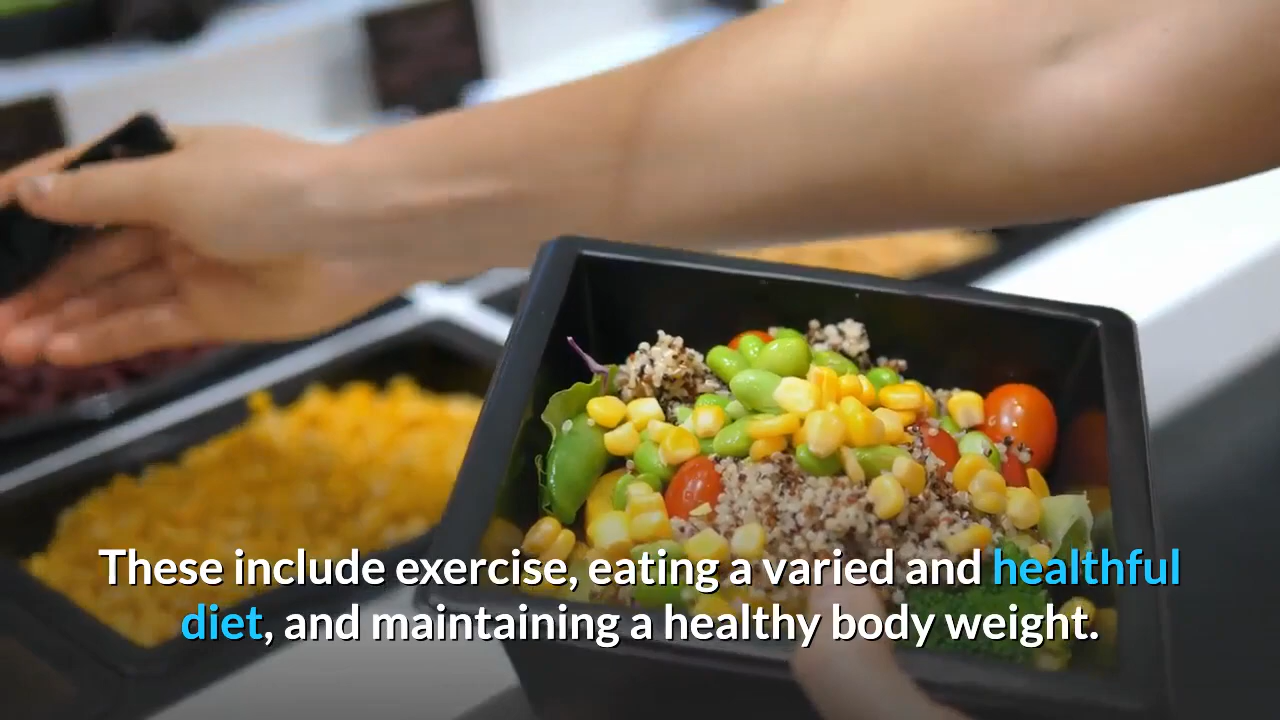 These include exercise, eating a varied and healthful
diet, and maintaining a healthy body weight.